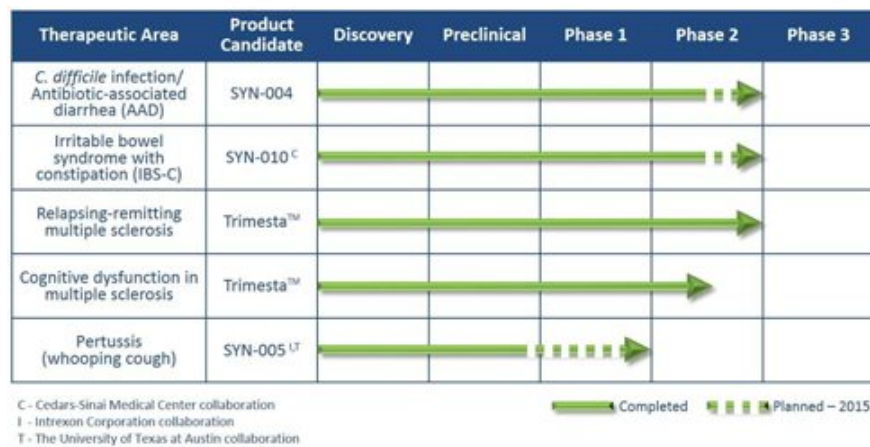 Therapeutic Area
Product
Candidate
Discovery
Preclinical
Phase 1
Phase 2
Phase 3
C. difficile infection/
Antibiotic-associated
diarrhea (AAD)
SYN-004
Irritable bowel
syndrome with
constipation (IBS-C)
SYN-010 C
Relapsing-remitting
multiple sclerosis
Trimesta™
Cognitive dysfunction in
multiple sclerosis
Trimesta™
Pertussis
(whooping cough)
SYN-005 I,T
C - Cedars-Sinai Medical Center collaboration
I - Intrexon Corporation collaboration
T - The University of Texas at Austin collaboration
Completed
Planned – 2015